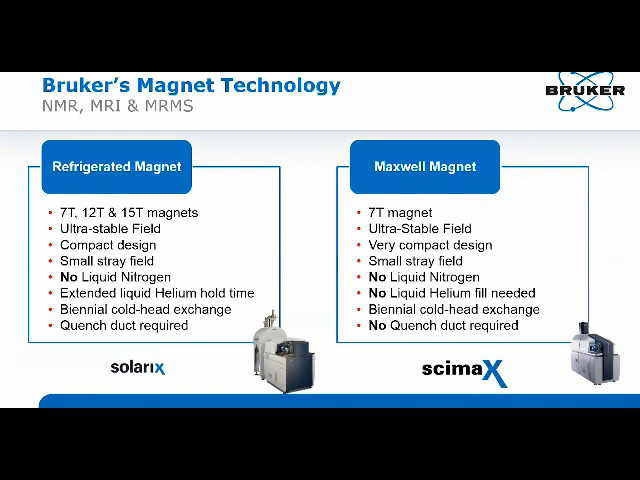 Bruker's Magnet Technology
NMR, MRI & MRMS
BRUKER
Refrigerated Magnet
7T, 12T & 15T magnets
Ultra-stable Field
Compact design
Small stray field
No Liquid Nitrogen
Extended liquid Helium hold time
Biennial cold-head exchange
Quench duct required
solarix
Maxwell Magnet
7T magnet
Ultra-Stable Field
Very compact design
Small stray field
No Liquid Nitrogen
No Liquid Helium fill needed
Biennial cold-head exchange
No Quench duct required
scimaX